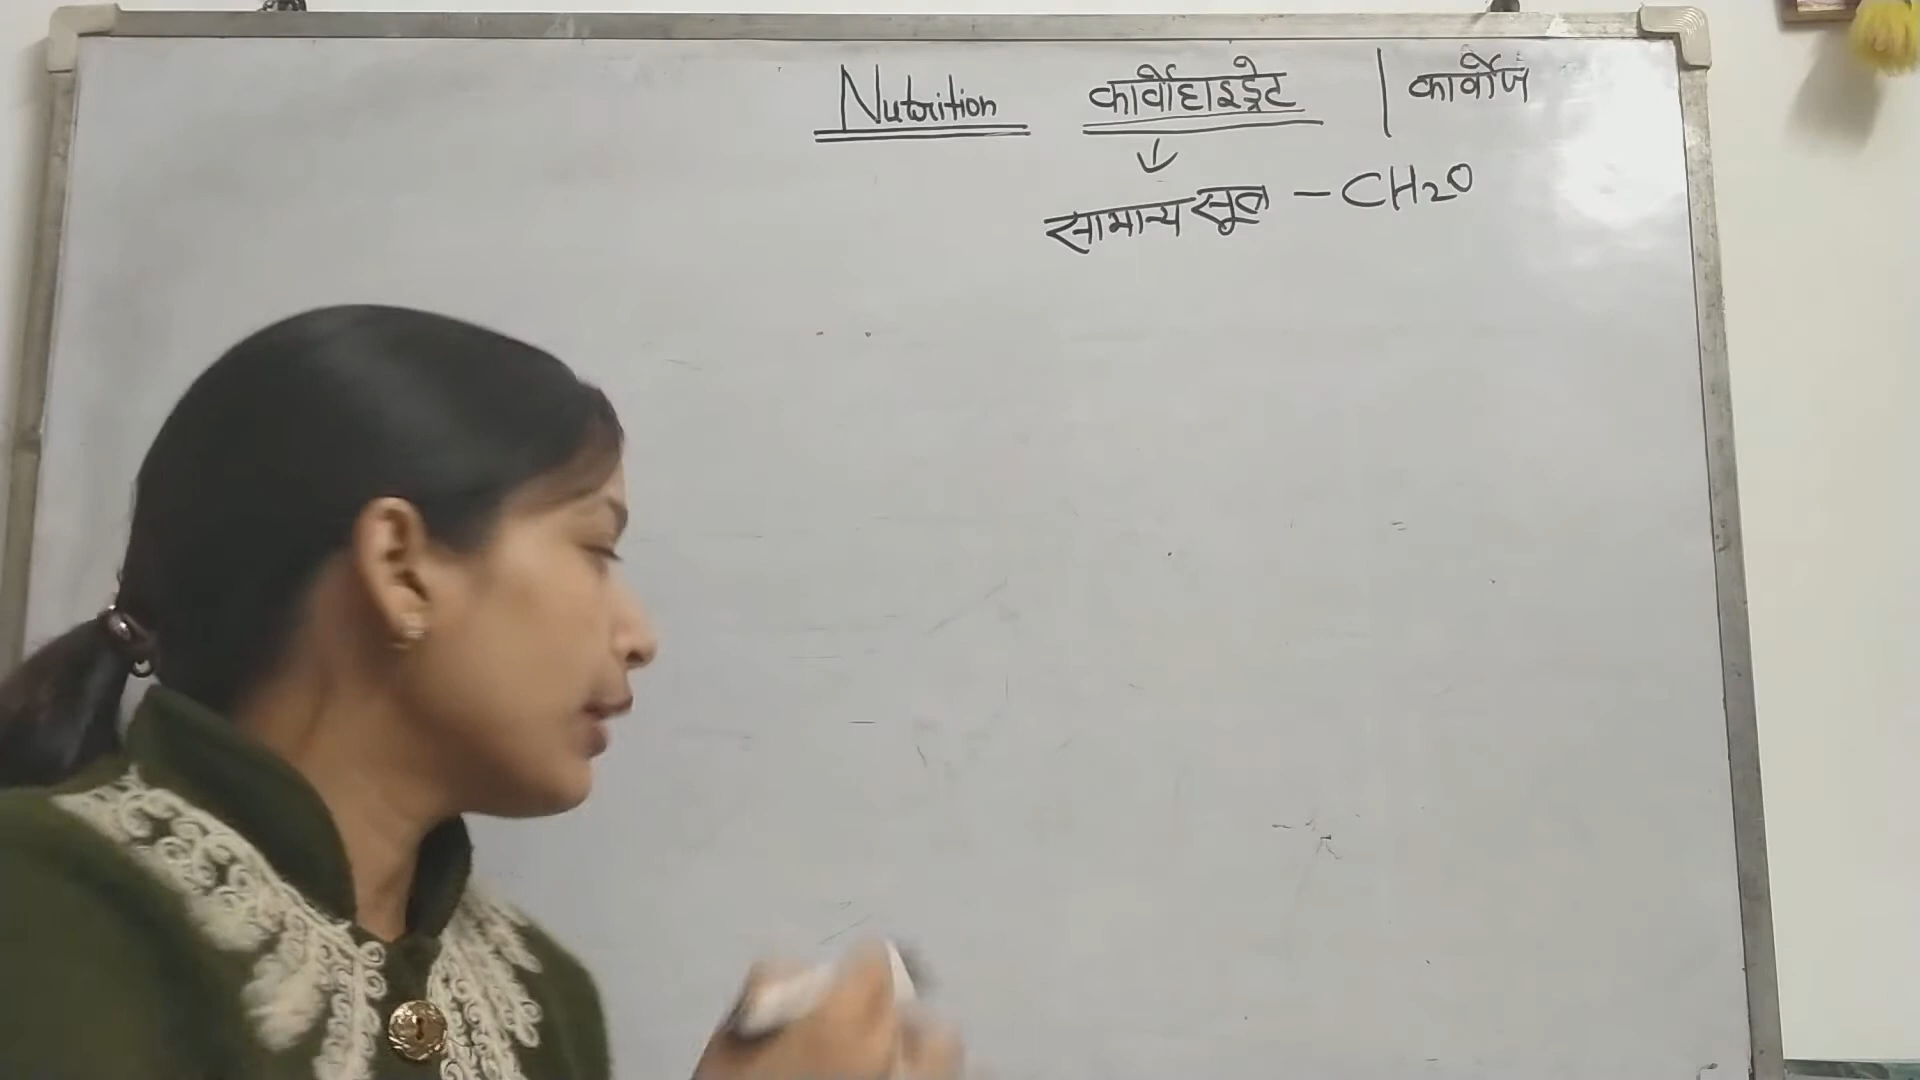 Nutrition कार्वोहाइड्रेट | कार्वोज
↓
सामान्य सूत्र - CH₂O